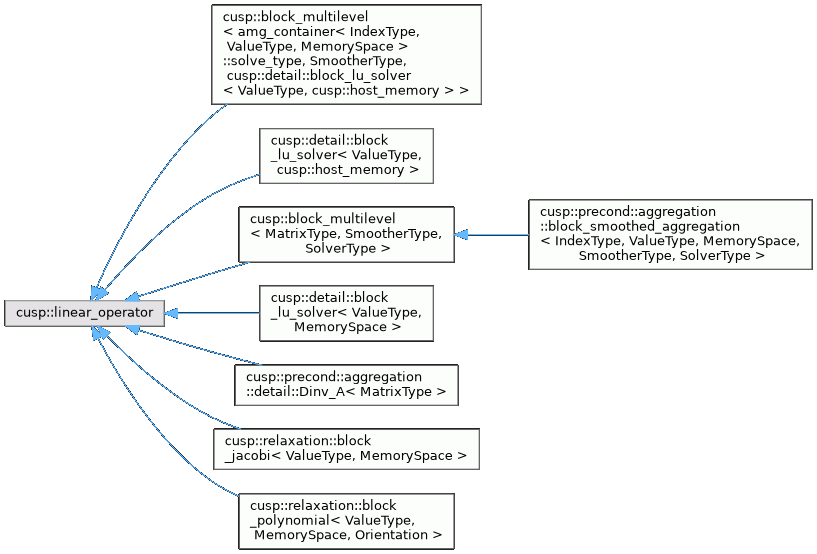 cusp::block_multilevel
< amg_container< IndexType,
ValueType, MemorySpace >
::solve_type, SmootherType,
cusp::detail::block_lu_solver
< ValueType, cusp::host_memory > >
cusp::detail::block
_lu_solver< ValueType,
cusp::host_memory >
cusp::block_multilevel
< MatrixType, SmootherType,
SolverType >
cusp::precond::aggregation
::block_smoothed_aggregation
< IndexType, ValueType, MemorySpace,
SmootherType, SolverType >
cusp::linear_operator
cusp::detail::block
_lu_solver< ValueType,
MemorySpace >
cusp::precond::aggregation
::detail::Dinv_A< MatrixType >
cusp::relaxation::block
_jacobi< ValueType, MemorySpace >
cusp::relaxation::block
_polynomial< ValueType,
MemorySpace, Orientation >